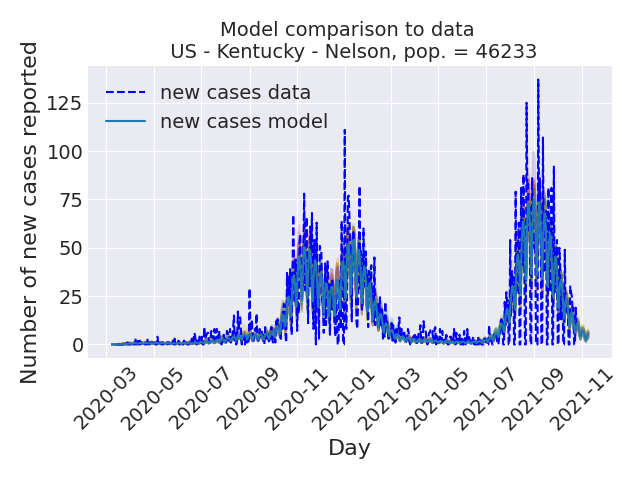 Model comparison to data
US - Kentucky - Nelson, pop. = 46233
Number of new cases reported
125
100
75
50
25
0
new cases data
new cases model
2020-03
2020-05
2020-07
2020-09
2020-11
2021-01
2021-03
2021-05
2021-07
2021-09
2021-11
Day